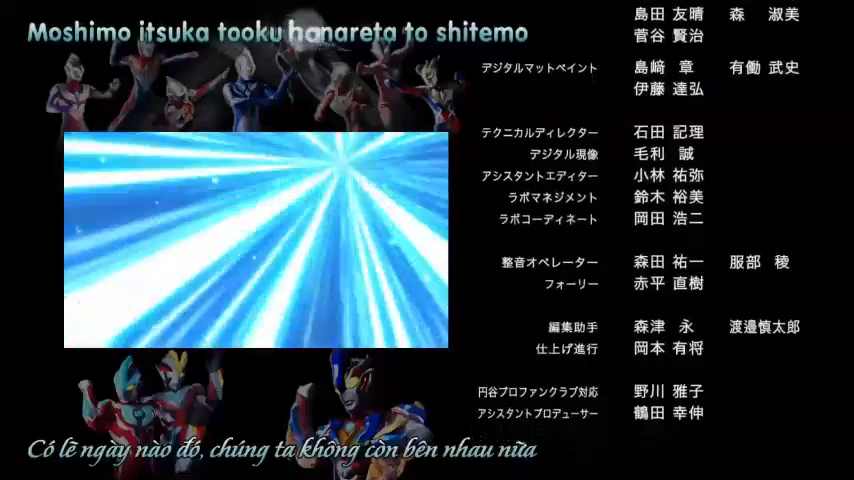 Moshimo itsuka tooku hanareta to shitemo
島田 友晴 森 淑美
菅谷 賢治
デジタルマットペイント 島﨑 章 有働 武史
伊藤 達弘
テクニカルディレクター 石田 記理
デジタル現像 毛利 誠
アシスタントエディター 小林 祐弥
ラボマネジメント 鈴木 裕美
ラボコーディネート 岡田 浩二
整音オペレーター 森田 祐一 服部 稜
フォーリー 赤平 直樹
編集助手 森津 永 渡邉慎太郎
仕上げ進行 岡本 有将
円谷プロファンクラブ対応 野川 雅子
アシスタントプロデューサー 鶴田 幸伸
Có lẽ ngày nào đó, chúng ta không còn bên nhau nữa